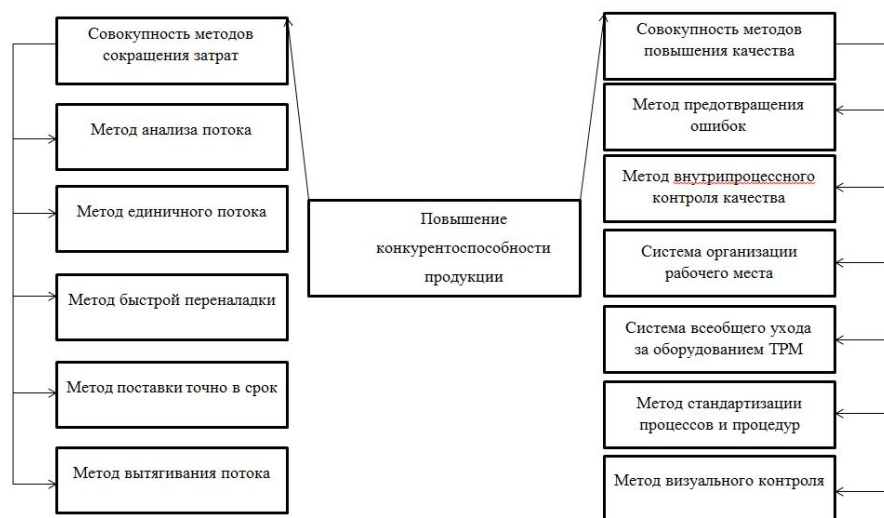 Совокупность методов
сокращения затрат
Метод анализа потока
Метод единичного потока
Метод быстрой переналадки
Метод поставки точно в срок
Метод вытягивания потока
Повышение
конкурентоспособности
продукции
Совокупность методов
повышения качества
Метод предотвращения
ошибок
Метод внутрипроцессного
контроля качества
Система организации
рабочего места
Система всеобщего ухода
за оборудованием ТРМ
Метод стандартизации
процессов и процедур
Метод визуального контроля